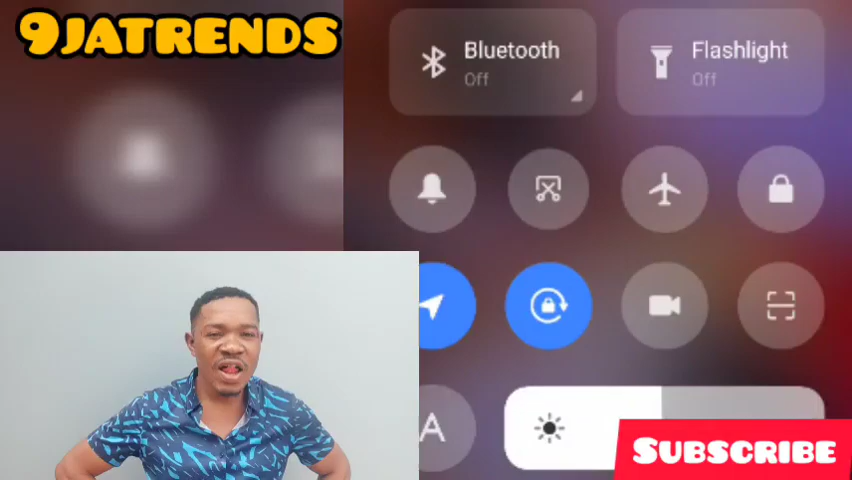 9JATRENDS
Bluetooth
Off
Flashlight
Off
A
SUBSCRIBE